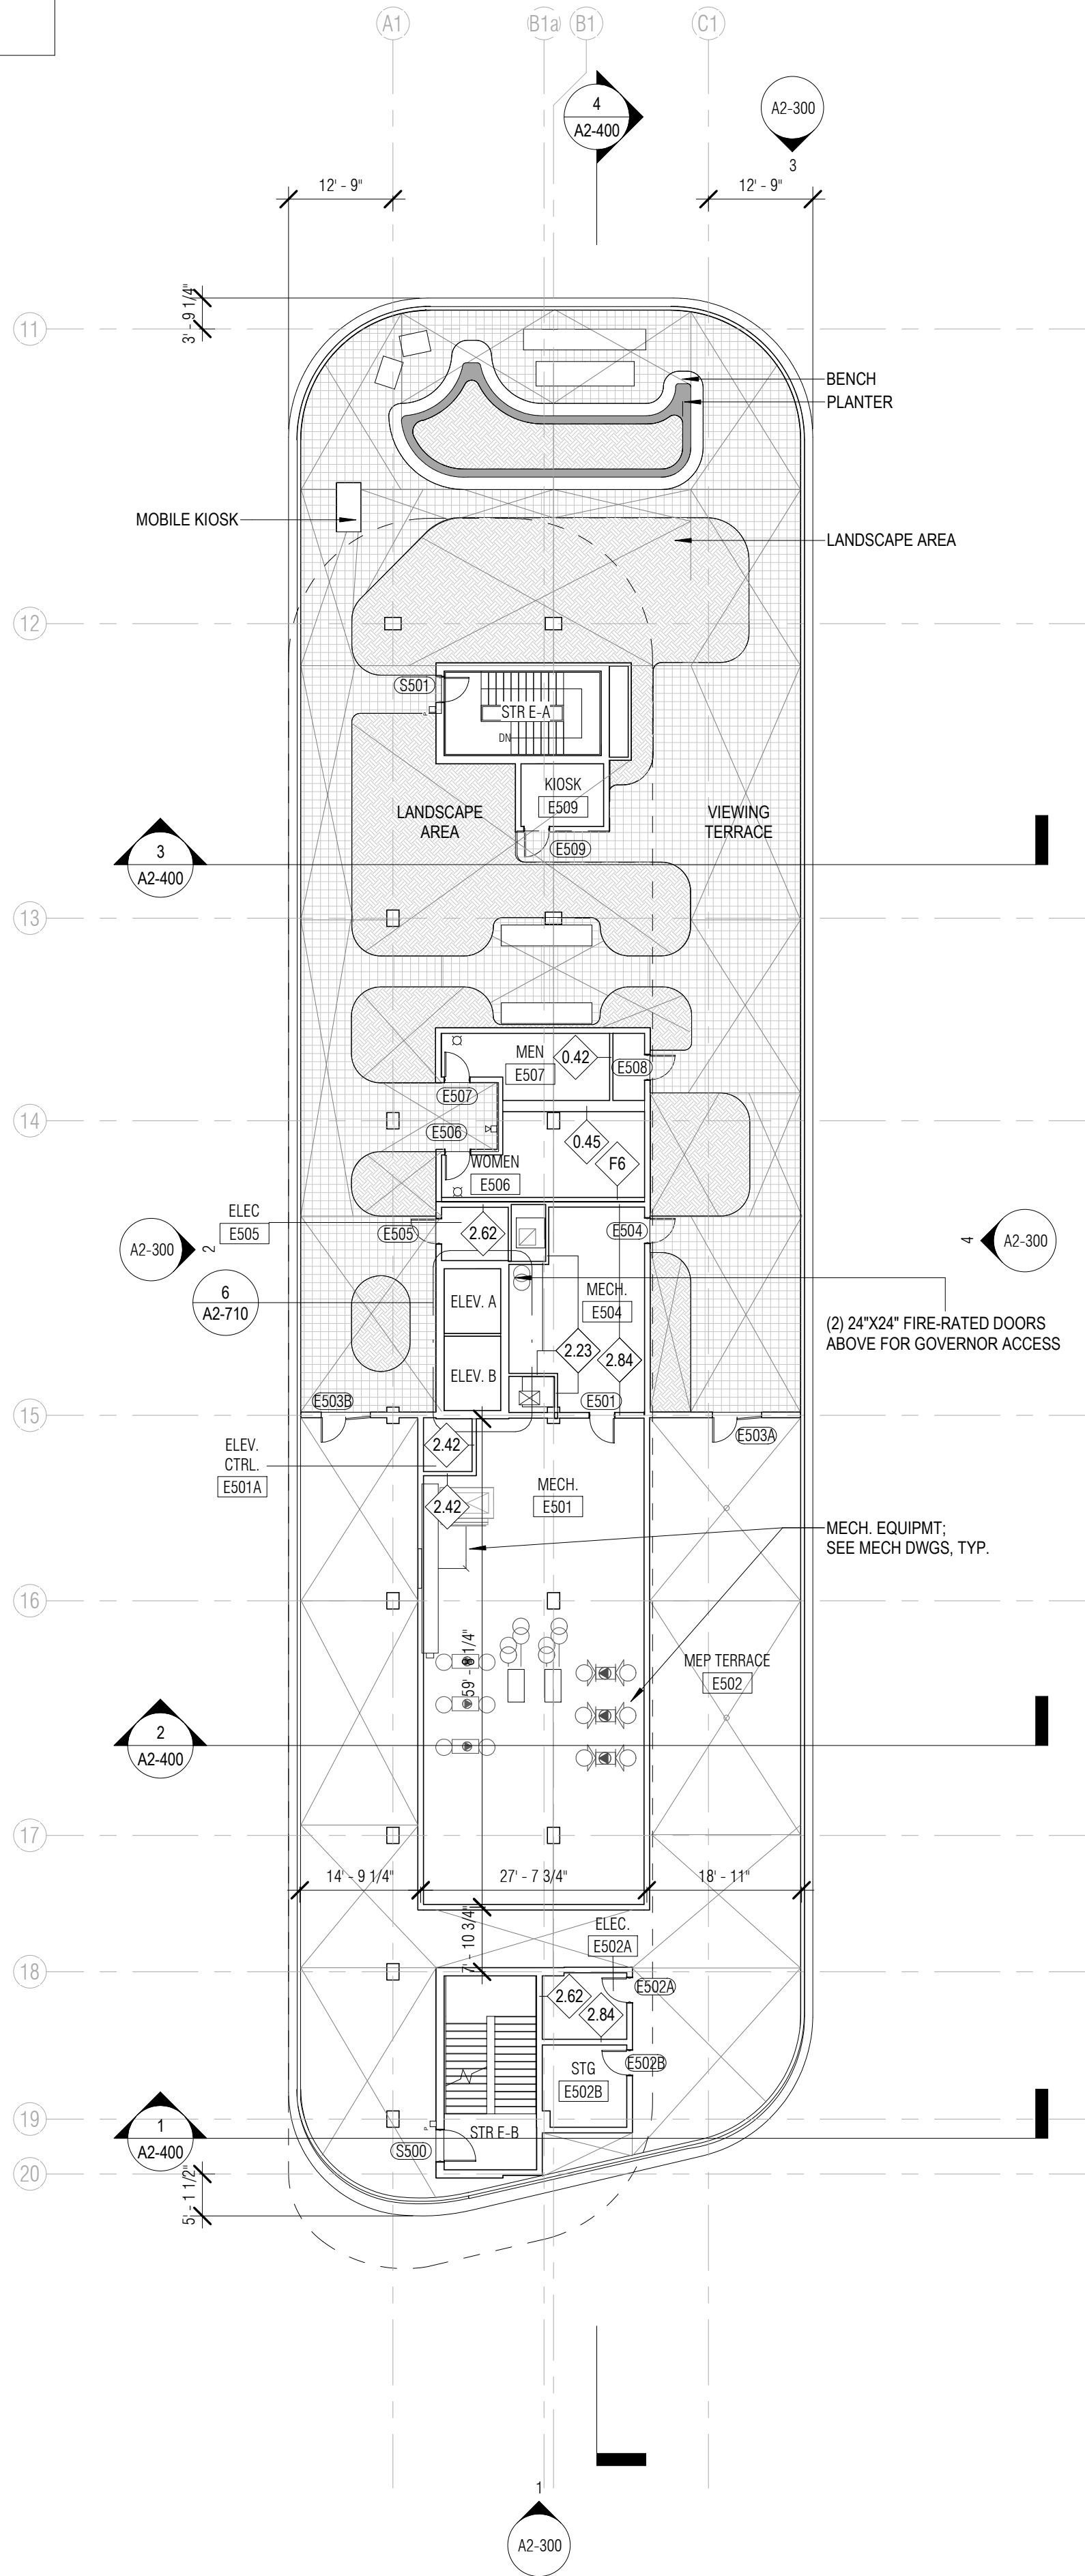 A1
B1a
B1
C1
4
A2-400
A2-300
3
12' - 9"
12' - 9"
3' - 9 1/4"
11
BENCH
PLANTER
MOBILE KIOSK
LANDSCAPE AREA
12
S501
STR E-A
DN
KIOSK
E509
LANDSCAPE
AREA
VIEWING
TERRACE
E509
3
A2-400
13
MEN
E507
0.42
E508
E507
14
E506
0.45
F6
WOMEN
E506
ELEC
E505
E505
2.62
E504
A2-300
2
4
A2-300
6
A2-710
ELEV. A
MECH.
E504
(2) 24"X24" FIRE-RATED DOORS
ABOVE FOR GOVERNOR ACCESS
2.23
2.84
ELEV. B
E503B
E501
15
E503A
ELEV.
CTRL.
E501A
2.42
2.42
MECH.
E501
MECH. EQUIPMT;
SEE MECH DWGS, TYP.
16
MEP TERRACE
E502
2
A2-400
17
14' - 9 1/4"
27' - 7 3/4"
18' - 11"
7' - 10 3/4"
ELEC.
E502A
18
E502A
2.62
2.84
STG
E502B
E502B
19
1
A2-400
STR E-B
S500
20
5' - 1 1/2"
1
A2-300